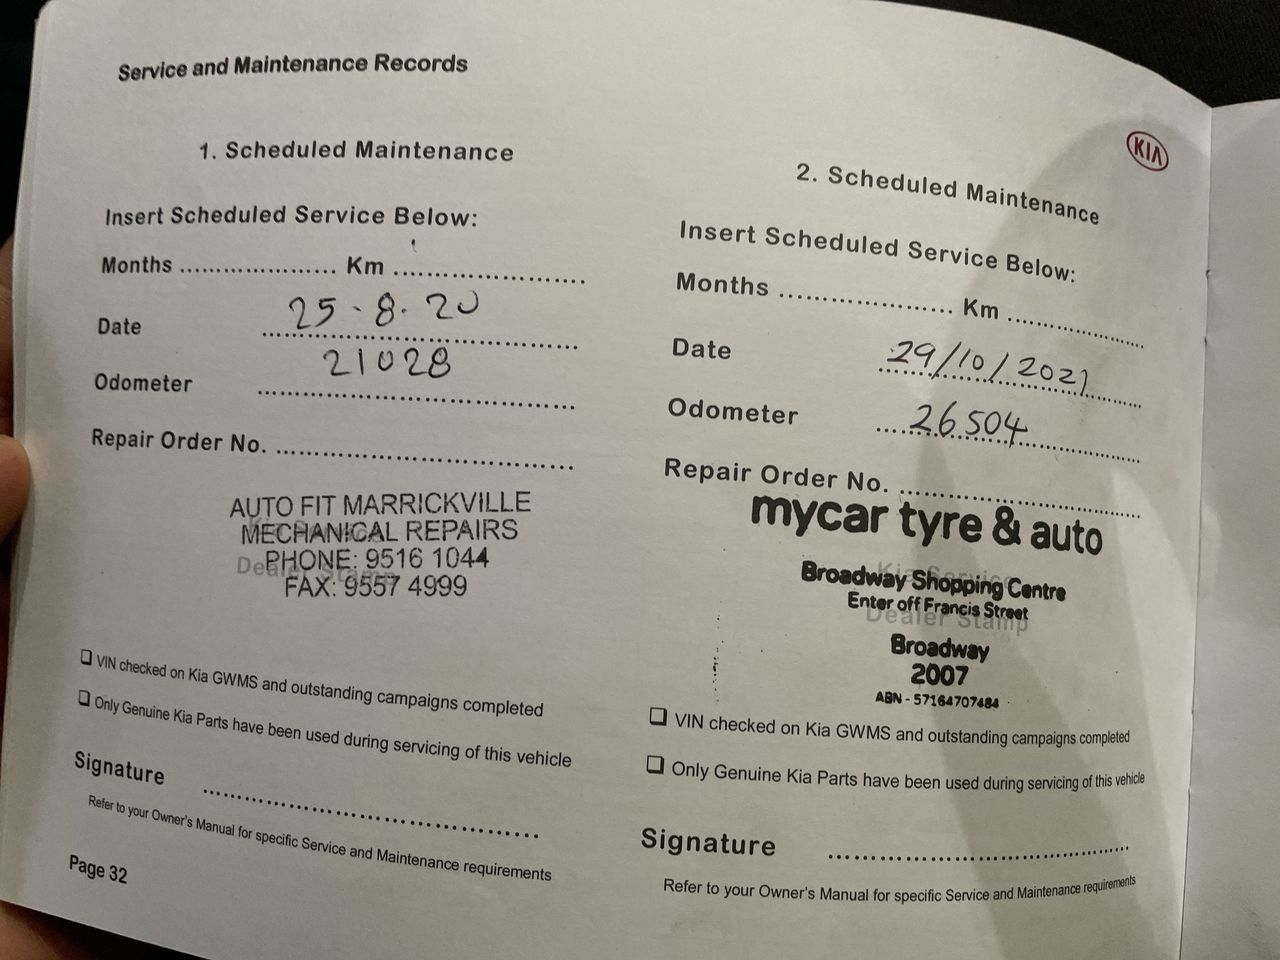 Service and Maintenance Records
1. Scheduled Maintenance
Insert Scheduled Service Below:
Months .................... Km ........................
Date 25-8.20
Odometer 21028
Repair Order No. ....................................
AUTO FIT MARRICKVILLE
MECHANICAL REPAIRS
PHONE: 9516 1044
Dealer Stamp
FAX: 9557 4999
❑ VIN checked on Kia GWMS and outstanding campaigns completed
❑ Only Genuine Kia Parts have been used during servicing of this vehicle
Signature ..........................................
Refer to your Owner's Manual for specific Service and Maintenance requirements
Page 32
KIA
2. Scheduled Maintenance
Insert Scheduled Service Below:
Months ...................... Km ..................
Date 29/10/2021
Odometer 26504
Repair Order No. ...............................
mycar tyre & auto
Kia Service
Broadway Shopping Centre
Enter off Francis Street
Dealer Stamp
Broadway
2007
ABN - 57164707484
❑ VIN checked on Kia GWMS and outstanding campaigns completed
❑ Only Genuine Kia Parts have been used during servicing of this vehicle
Signature ..........................................
Refer to your Owner's Manual for specific Service and Maintenance requirements